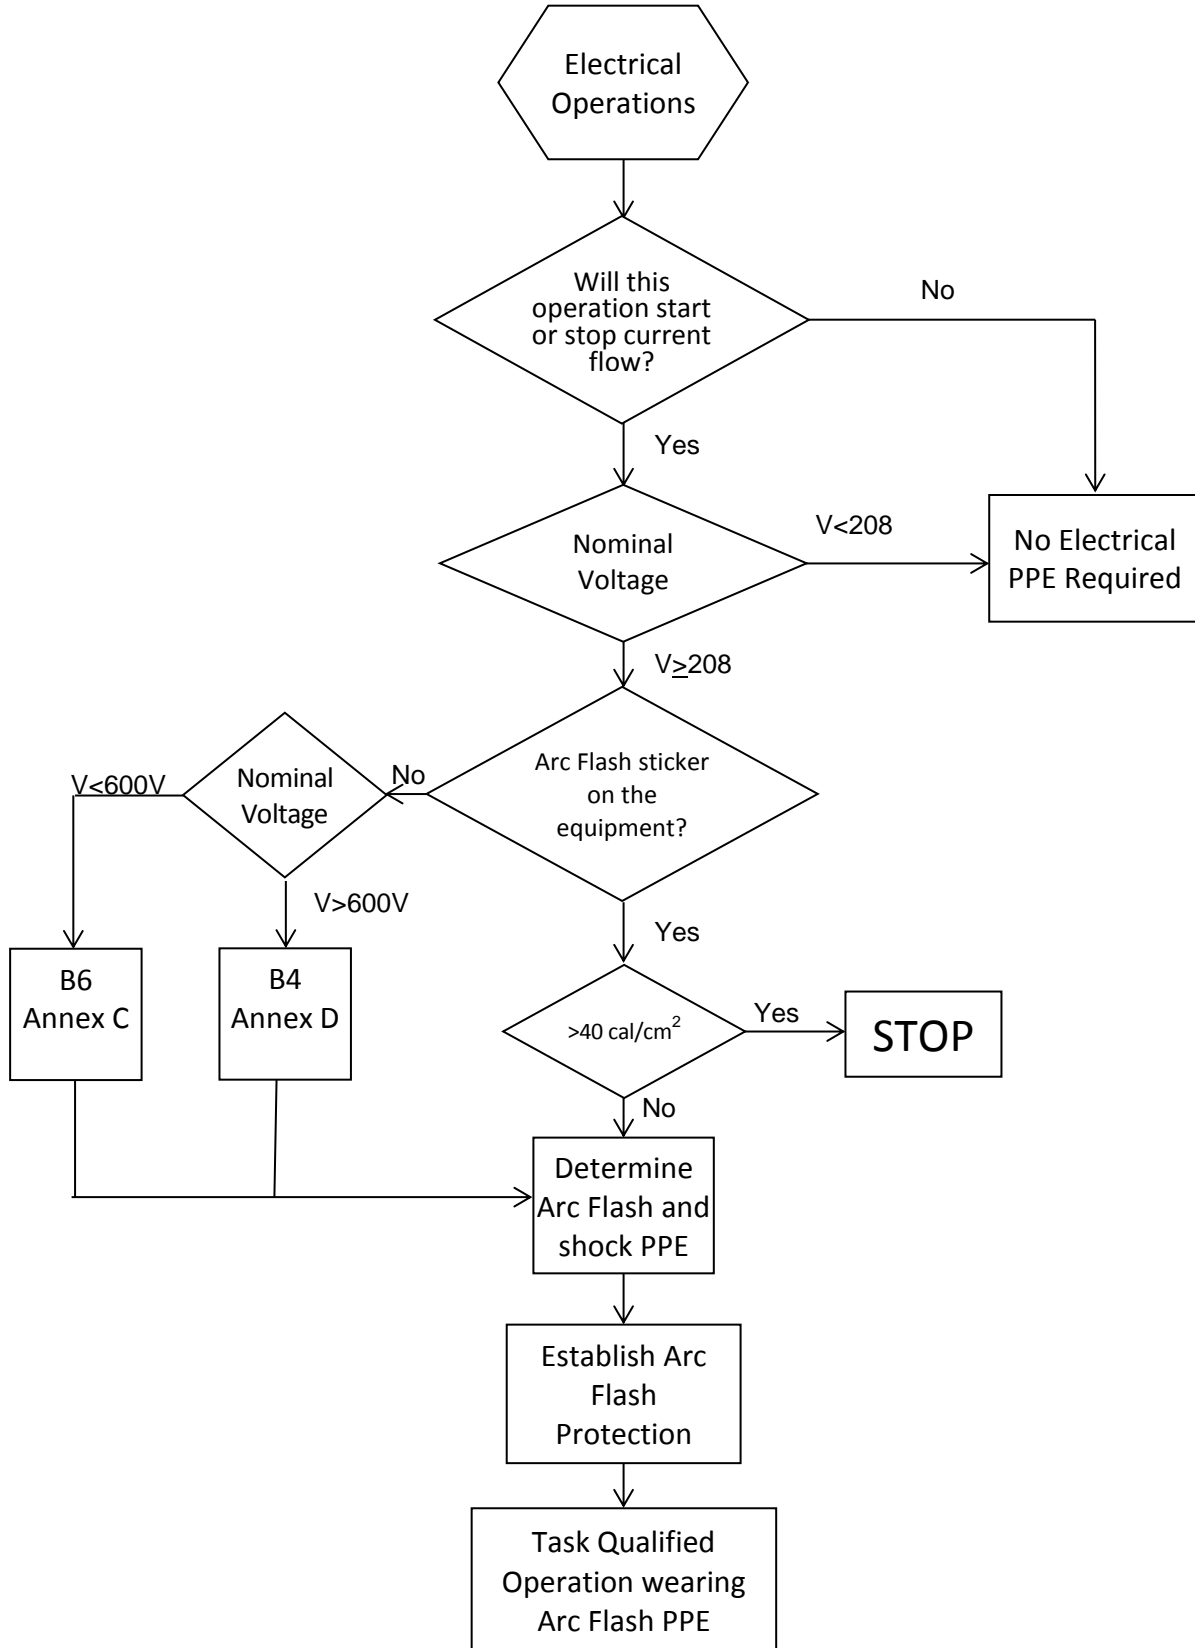 Electrical
Operations
Will this
operation start
or stop current
flow?
No
Yes
Nominal
Voltage
V<208
No Electrical
PPE Required
V≥208
Arc Flash sticker
on the
equipment?
No
Nominal
Voltage
V<600V
V>600V
Yes
B6
Annex C
B4
Annex D
>40 cal/cm²
Yes
STOP
No
Determine
Arc Flash and
shock PPE
Establish Arc
Flash
Protection
Task Qualified
Operation wearing
Arc Flash PPE